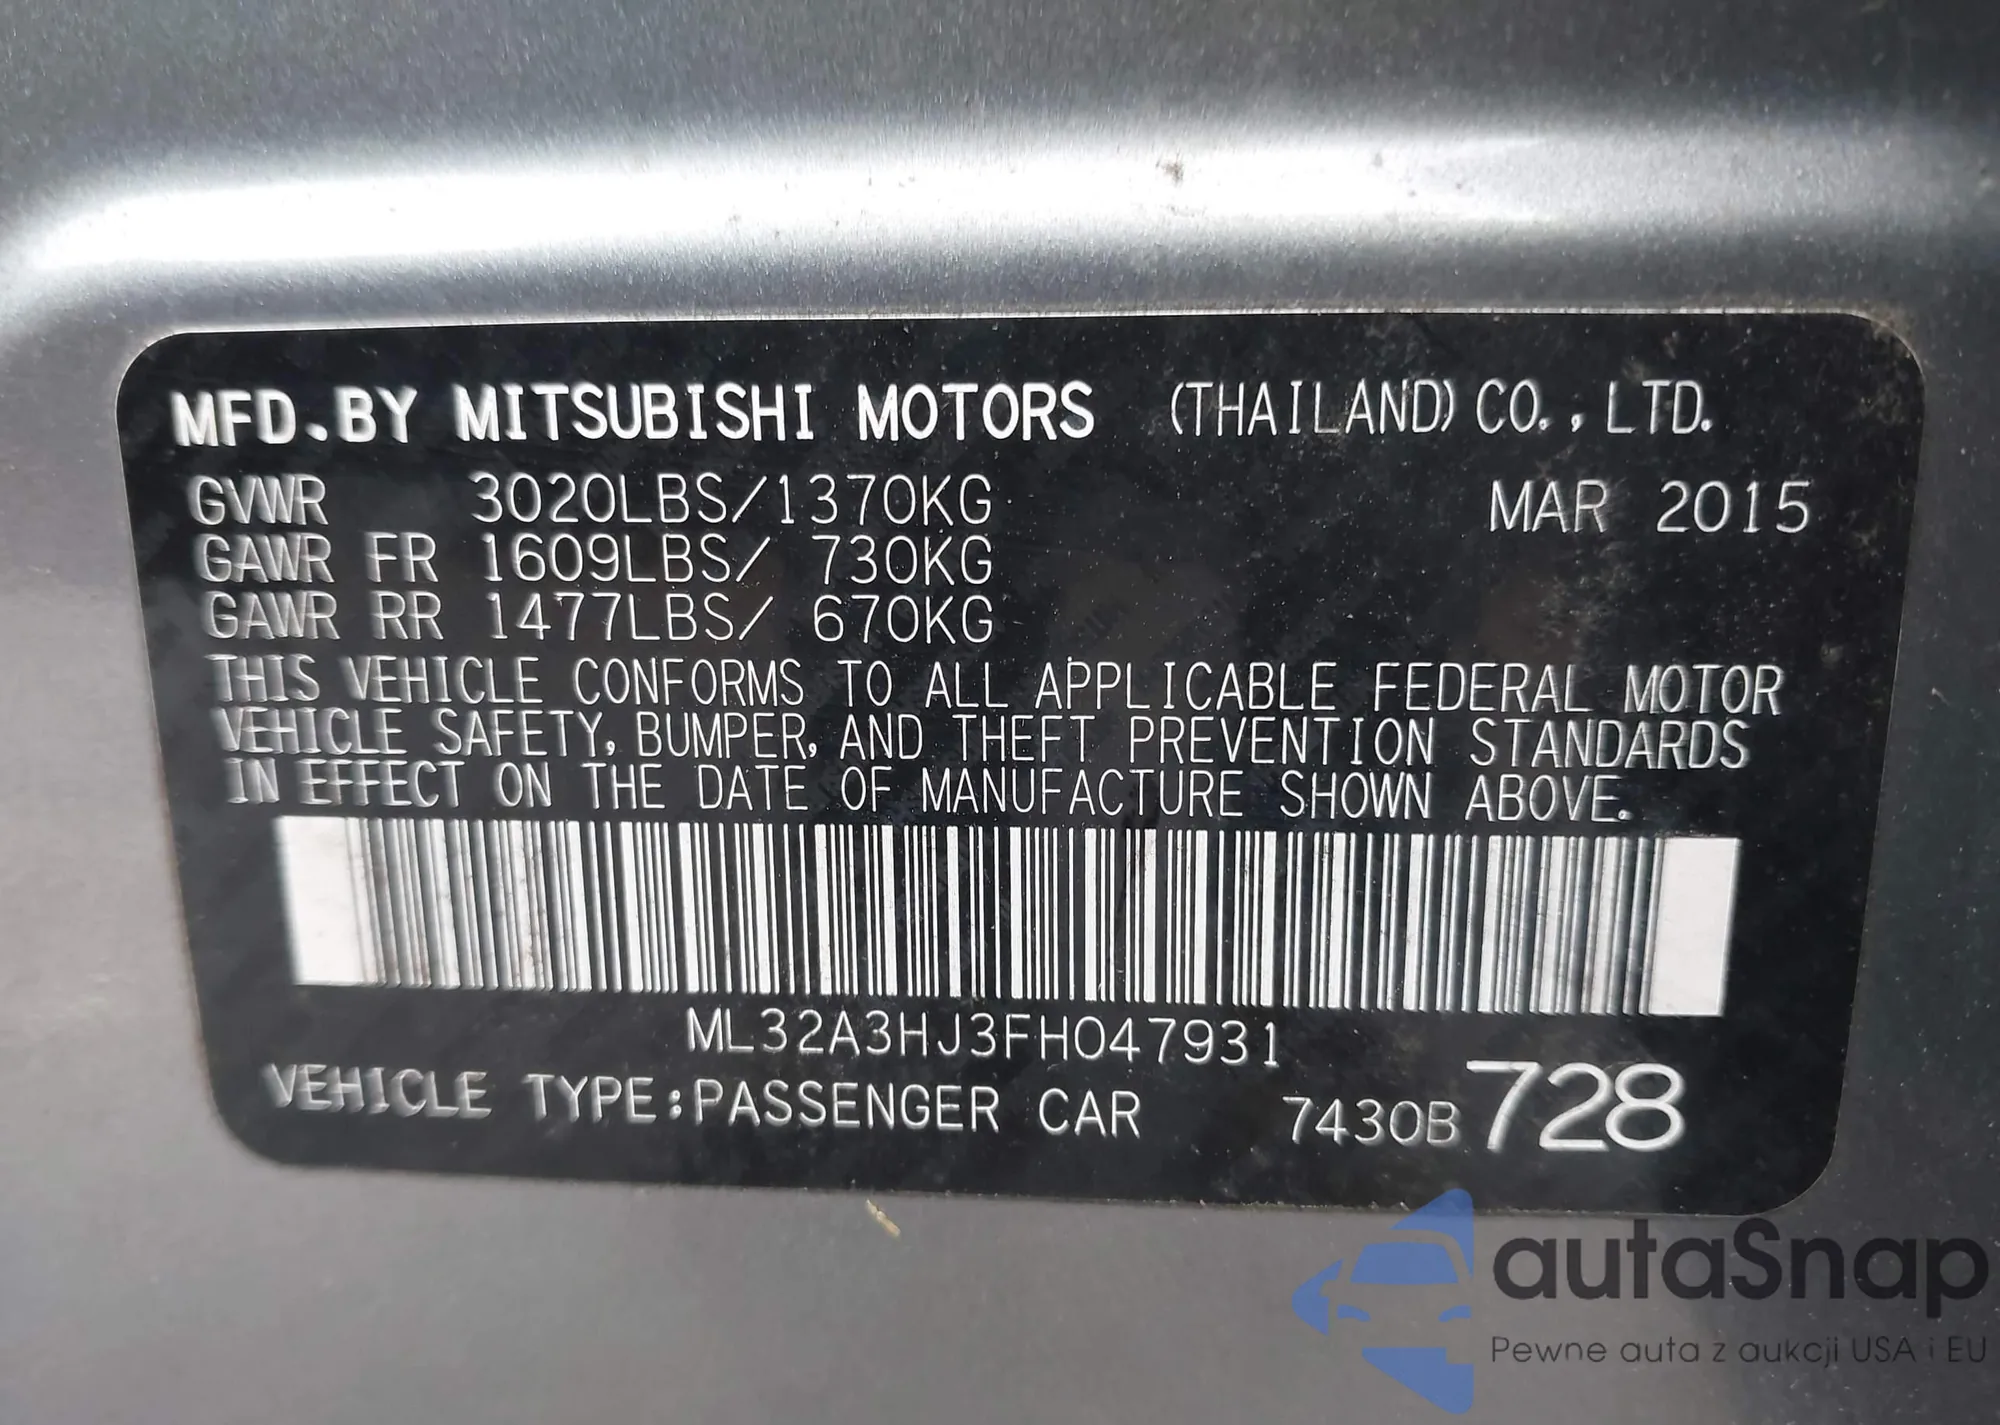 MFD.BY MITSUBISHI MOTORS (THAILAND) CO., LTD.
GVWR 3020LBS/1370KG MAR 2015
GAWR FR 1609LBS/ 730KG
GAWR RR 1477LBS/ 670KG
THIS VEHICLE CONFORMS TO ALL APPLICABLE FEDERAL MOTOR
VEHICLE SAFETY, BUMPER, AND THEFT PREVENTION STANDARDS
IN EFFECT ON THE DATE OF MANUFACTURE SHOWN ABOVE.
ML32A3HJ3FH047931
VEHICLE TYPE:PASSENGER CAR 7430B 728
autaSnap
Pewne auta z aukcji USA i EU